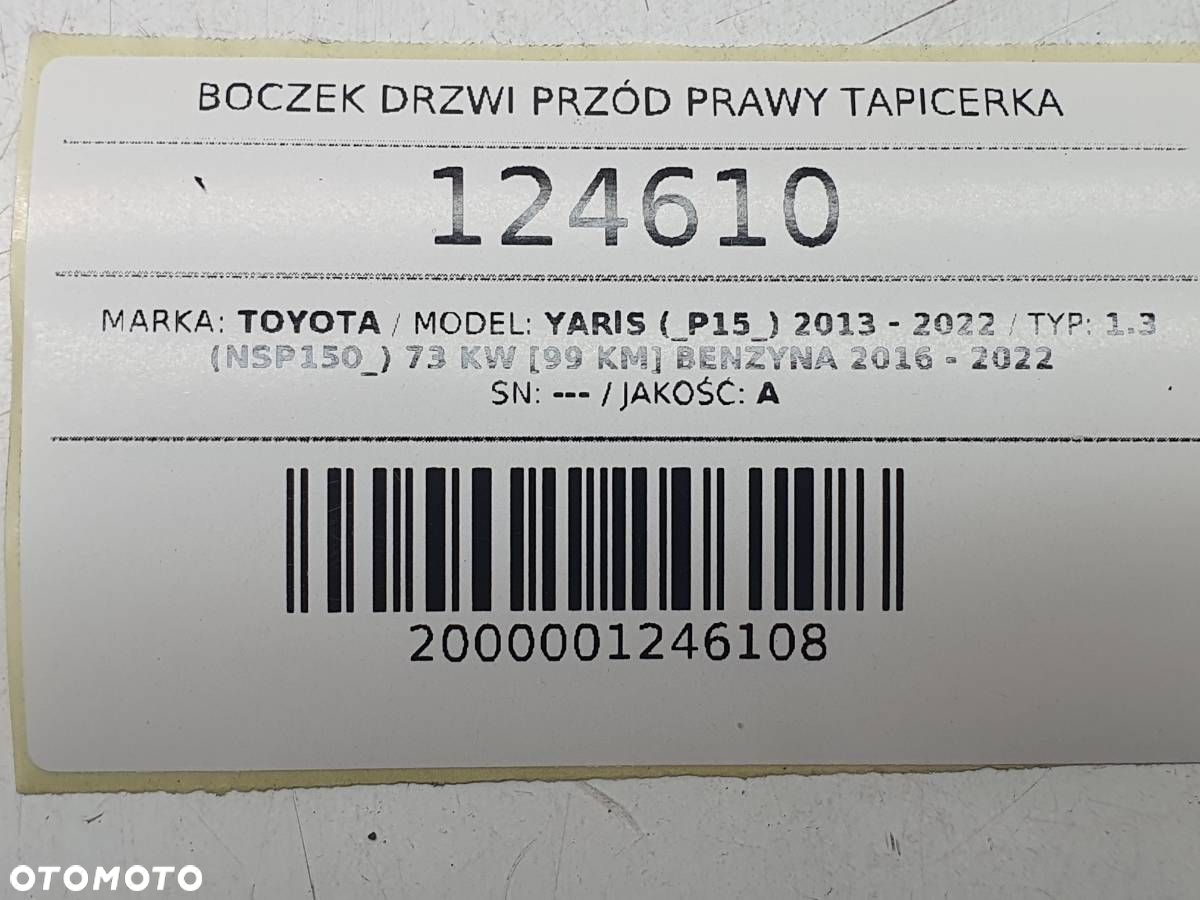 BOCZEK DRZWI PRZÓD PRAWY TAPICERKA
124610
MARKA: TOYOTA / MODEL: YARIS (_P15_) 2013 - 2022 / TYP: 1.3
(NSP150_) 73 KW [99 KM] BENZYNA 2016 - 2022
SN: --- / JAKOŚĆ: A
2000001246108
OTOMOTO